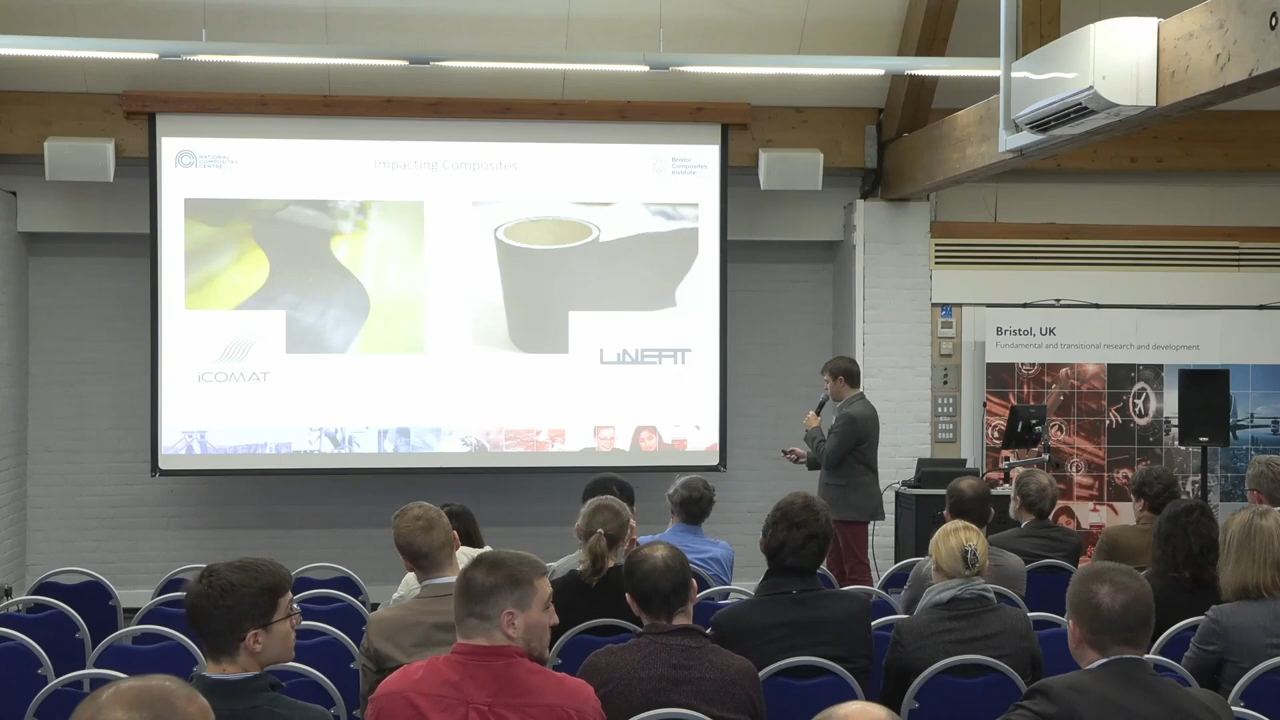 NATIONAL
COMPOSITES
CENTRE
Impacting Composites
Bristol
Composites
Institute
iCOMAT
LiNEAT
Bristol, UK
Fundamental and transitional research and development